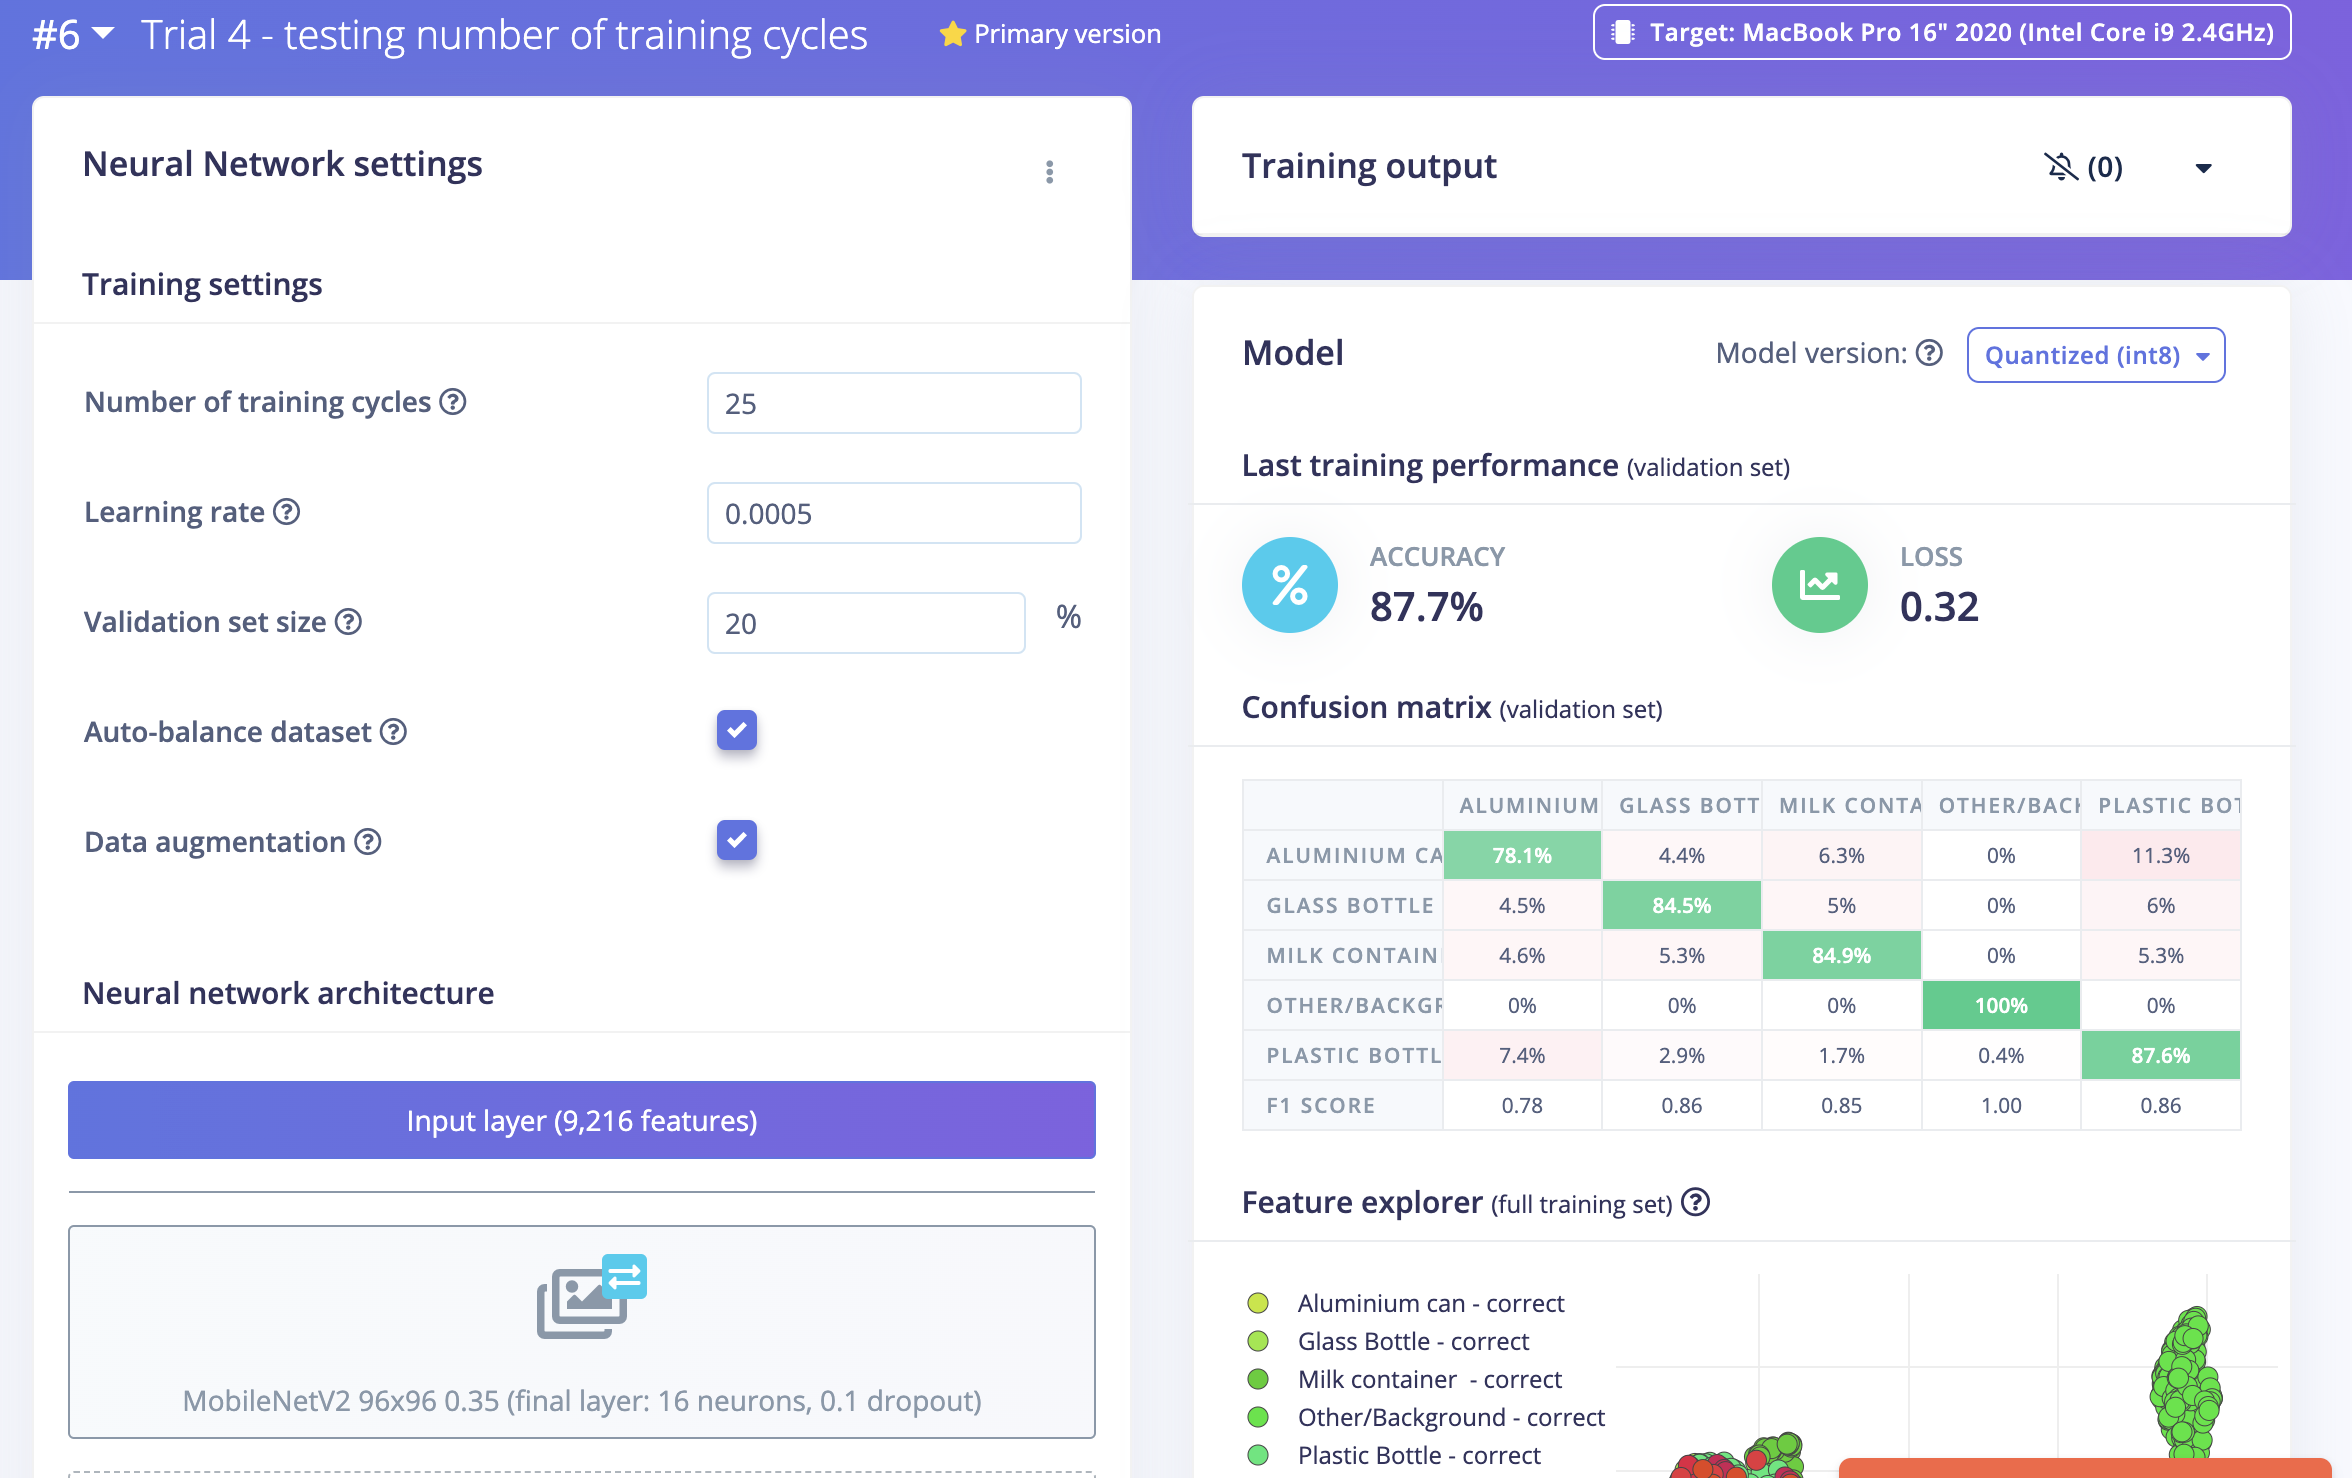 #6 Trial 4 - testing number of training cycles
Primary version
Target: MacBook Pro 16" 2020 (Intel Core i9 2.4GHz)
Neural Network settings
Training settings
Number of training cycles ?
25
Learning rate ?
0.0005
Validation set size ?
20 %
Auto-balance dataset ?
Data augmentation ?
Neural network architecture
Input layer (9,216 features)
MobileNetV2 96x96 0.35 (final layer: 16 neurons, 0.1 dropout)
Training output
(0)
Model
Model version: ? Quantized (int8)
Last training performance (validation set)
%
ACCURACY
87.7%
LOSS
0.32
Confusion matrix (validation set)
ALUMINIUM GLASS BOTT MILK CONTA OTHER/BACK PLASTIC BOT
ALUMINIUM CA 78.1% 4.4% 6.3% 0% 11.3%
GLASS BOTTLE 4.5% 84.5% 5% 0% 6%
MILK CONTAIN 4.6% 5.3% 84.9% 0% 5.3%
OTHER/BACKGR 0% 0% 0% 100% 0%
PLASTIC BOTTL 7.4% 2.9% 1.7% 0.4% 87.6%
F1 SCORE 0.78 0.86 0.85 1.00 0.86
Feature explorer (full training set) ?
Aluminium can - correct
Glass Bottle - correct
Milk container - correct
Other/Background - correct
Plastic Bottle - correct